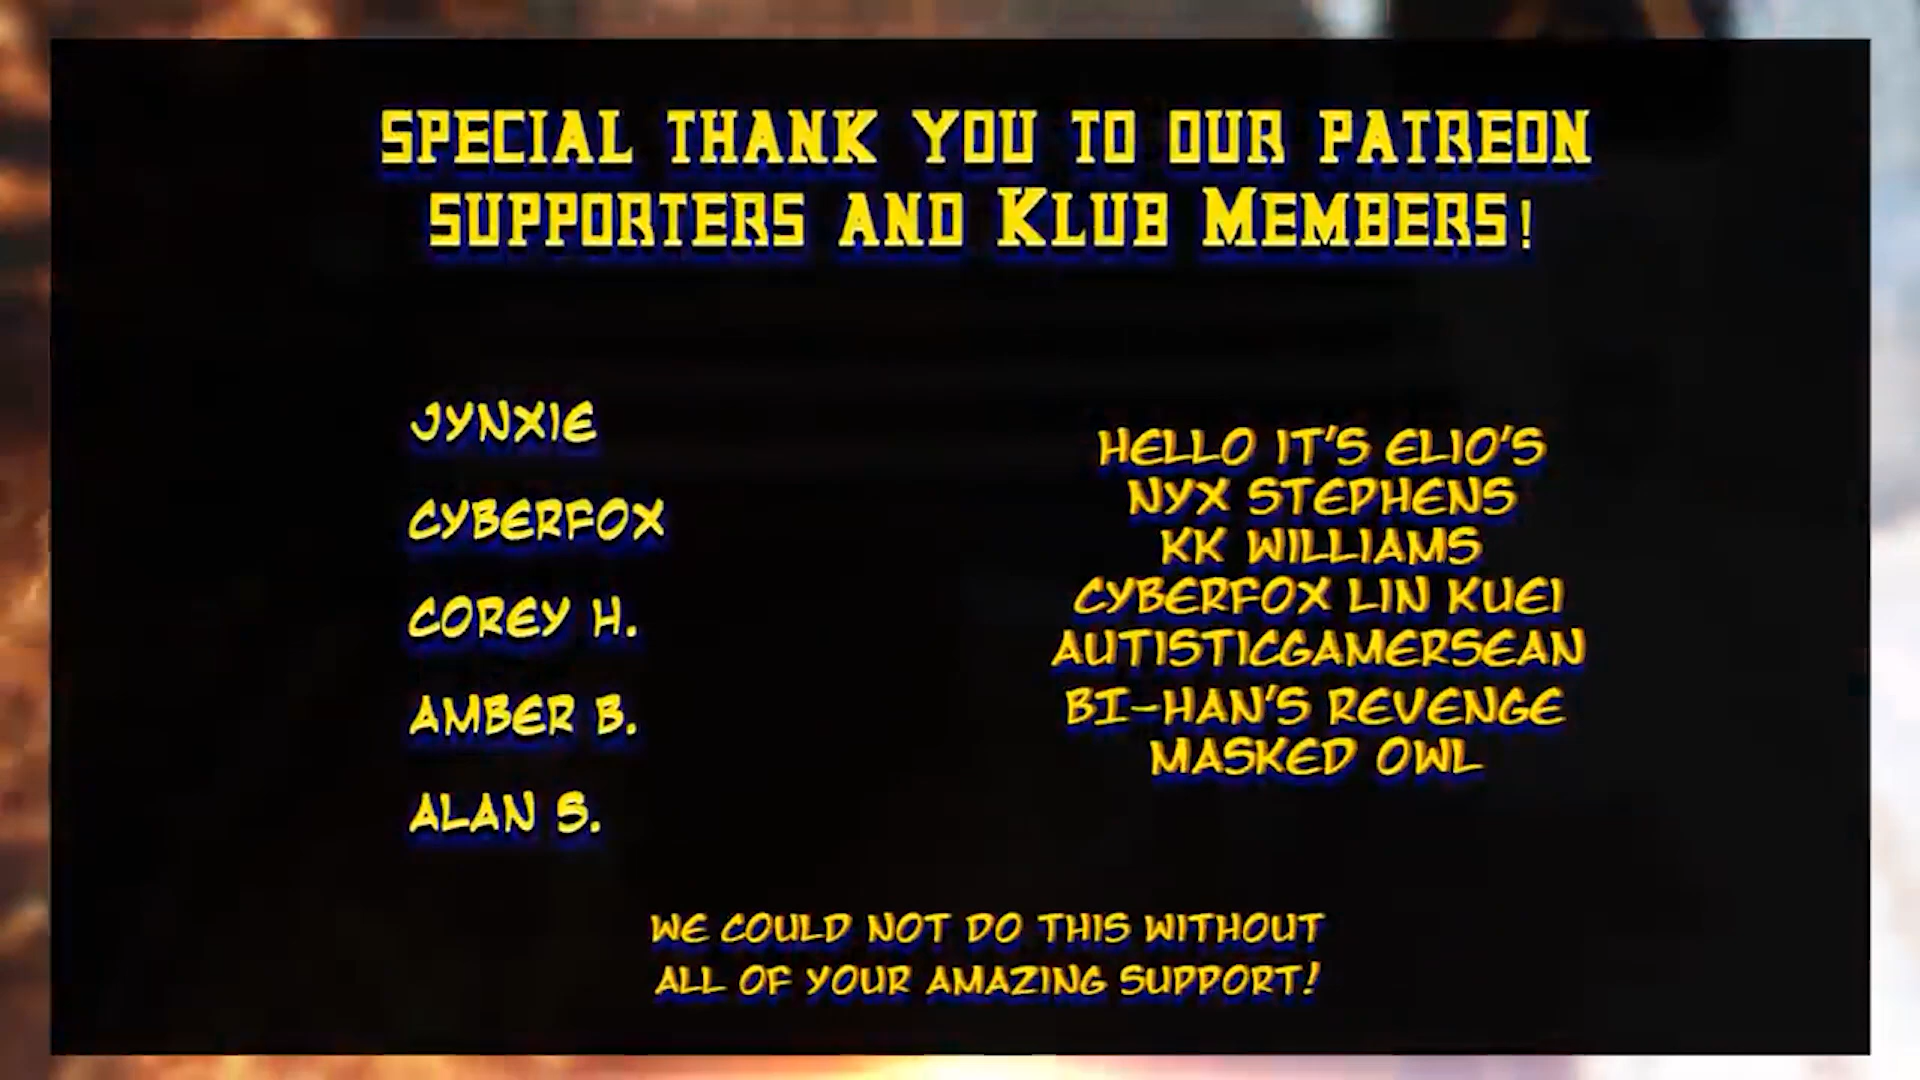 SPECIAL THANK YOU TO OUR PATREON
SUPPORTERS AND KLUB MEMBERS!
JYNXIE
CYBERFOX
COREY H.
AMBER B.
ALAN S.
HELLO IT'S ELIO'S
NYX STEPHENS
KK WILLIAMS
CYBERFOX LIN KUEI
AUTISTICGAMERSEAN
BI-HAN'S REVENGE
MASKED OWL
WE COULD NOT DO THIS WITHOUT
ALL OF YOUR AMAZING SUPPORT!